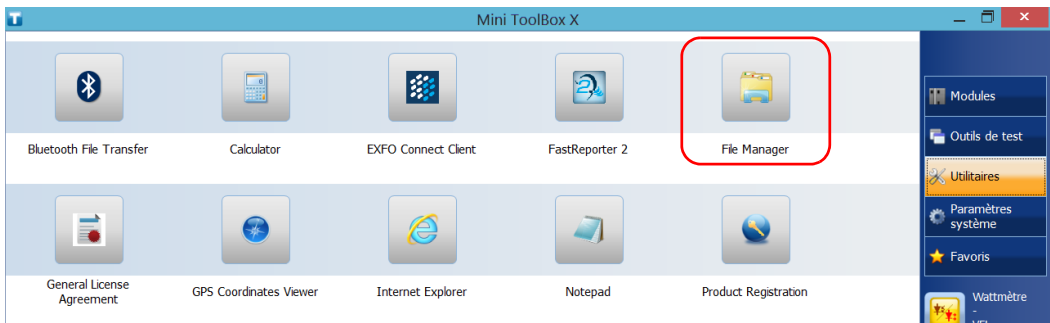 Mini ToolBox X
Bluetooth File Transfer
Calculator
EXFO Connect Client
FastReporter 2
File Manager
General License
Agreement
GPS Coordinates Viewer
Internet Explorer
Notepad
Product Registration
Modules
Outils de test
Utilitaires
Paramètres
système
Favoris
Wattmètre
-